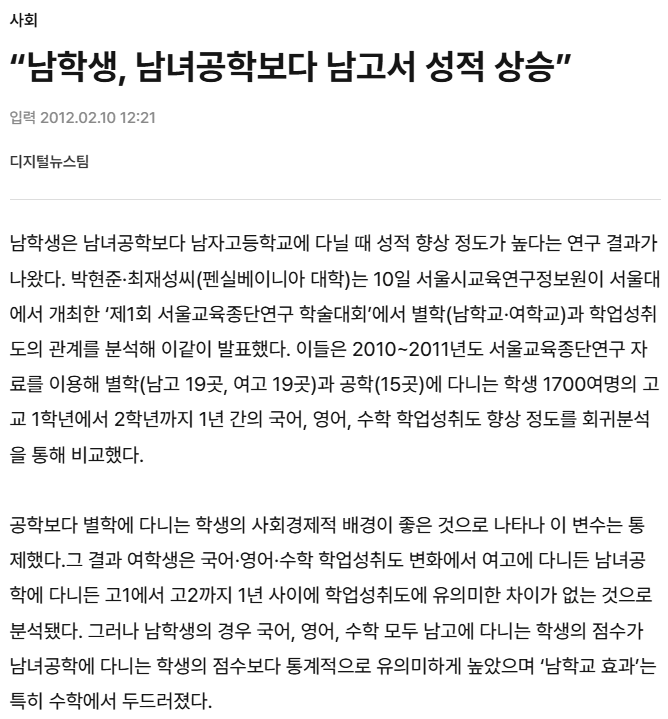 사회
“남학생, 남녀공학보다 남고서 성적 상승”
입력 2012.02.10 12:21
디지털뉴스팀
남학생은 남녀공학보다 남자고등학교에 다닐 때 성적 향상 정도가 높다는 연구 결과가
나왔다. 박현준·최재성씨(펜실베이니아 대학)는 10일 서울시교육연구정보원이 서울대
에서 개최한 ‘제1회 서울교육종단연구 학술대회’에서 별학(남학교·여학교)과 학업성취
도의 관계를 분석해 이같이 발표했다. 이들은 2010~2011년도 서울교육종단연구 자
료를 이용해 별학(남고 19곳, 여고 19곳)과 공학(15곳)에 다니는 학생 1700여명의 고
교 1학년에서 2학년까지 1년 간의 국어, 영어, 수학 학업성취도 향상 정도를 회귀분석
을 통해 비교했다.
공학보다 별학에 다니는 학생의 사회경제적 배경이 좋은 것으로 나타나 이 변수는 통
제했다.그 결과 여학생은 국어·영어·수학 학업성취도 변화에서 여고에 다니든 남녀공
학에 다니든 고1에서 고2까지 1년 사이에 학업성취도에 유의미한 차이가 없는 것으로
분석됐다. 그러나 남학생의 경우 국어, 영어, 수학 모두 남고에 다니는 학생의 점수가
남녀공학에 다니는 학생의 점수보다 통계적으로 유의미하게 높았으며 ‘남학교 효과’는
특히 수학에서 두드러졌다.